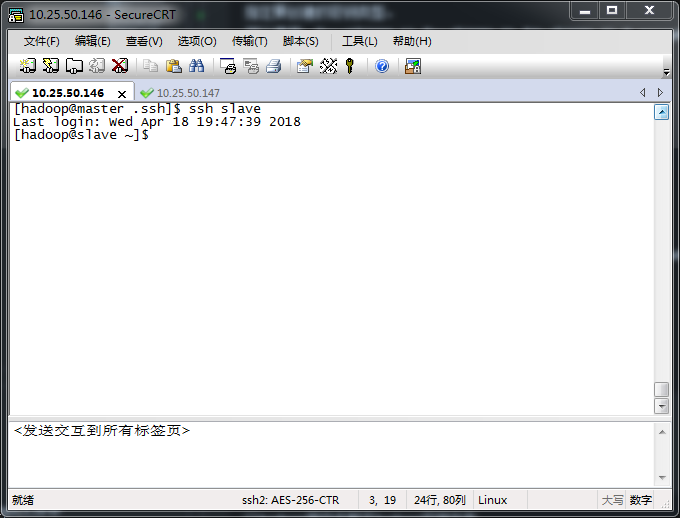 10.25.50.146 - SecureCRT
文件(F) 编辑(E) 查看(V) 选项(O) 传输(T) 脚本(S) 工具(L) 帮助(H)
10.25.50.146 10.25.50.147
[hadoop@master .ssh]$ ssh slave
Last login: Wed Apr 18 19:47:39 2018
[hadoop@slave ~]$
<发送交互到所有标签页>
就绪 ssh2: AES-256-CTR 3, 19 24行, 80列 Linux 大写 数字